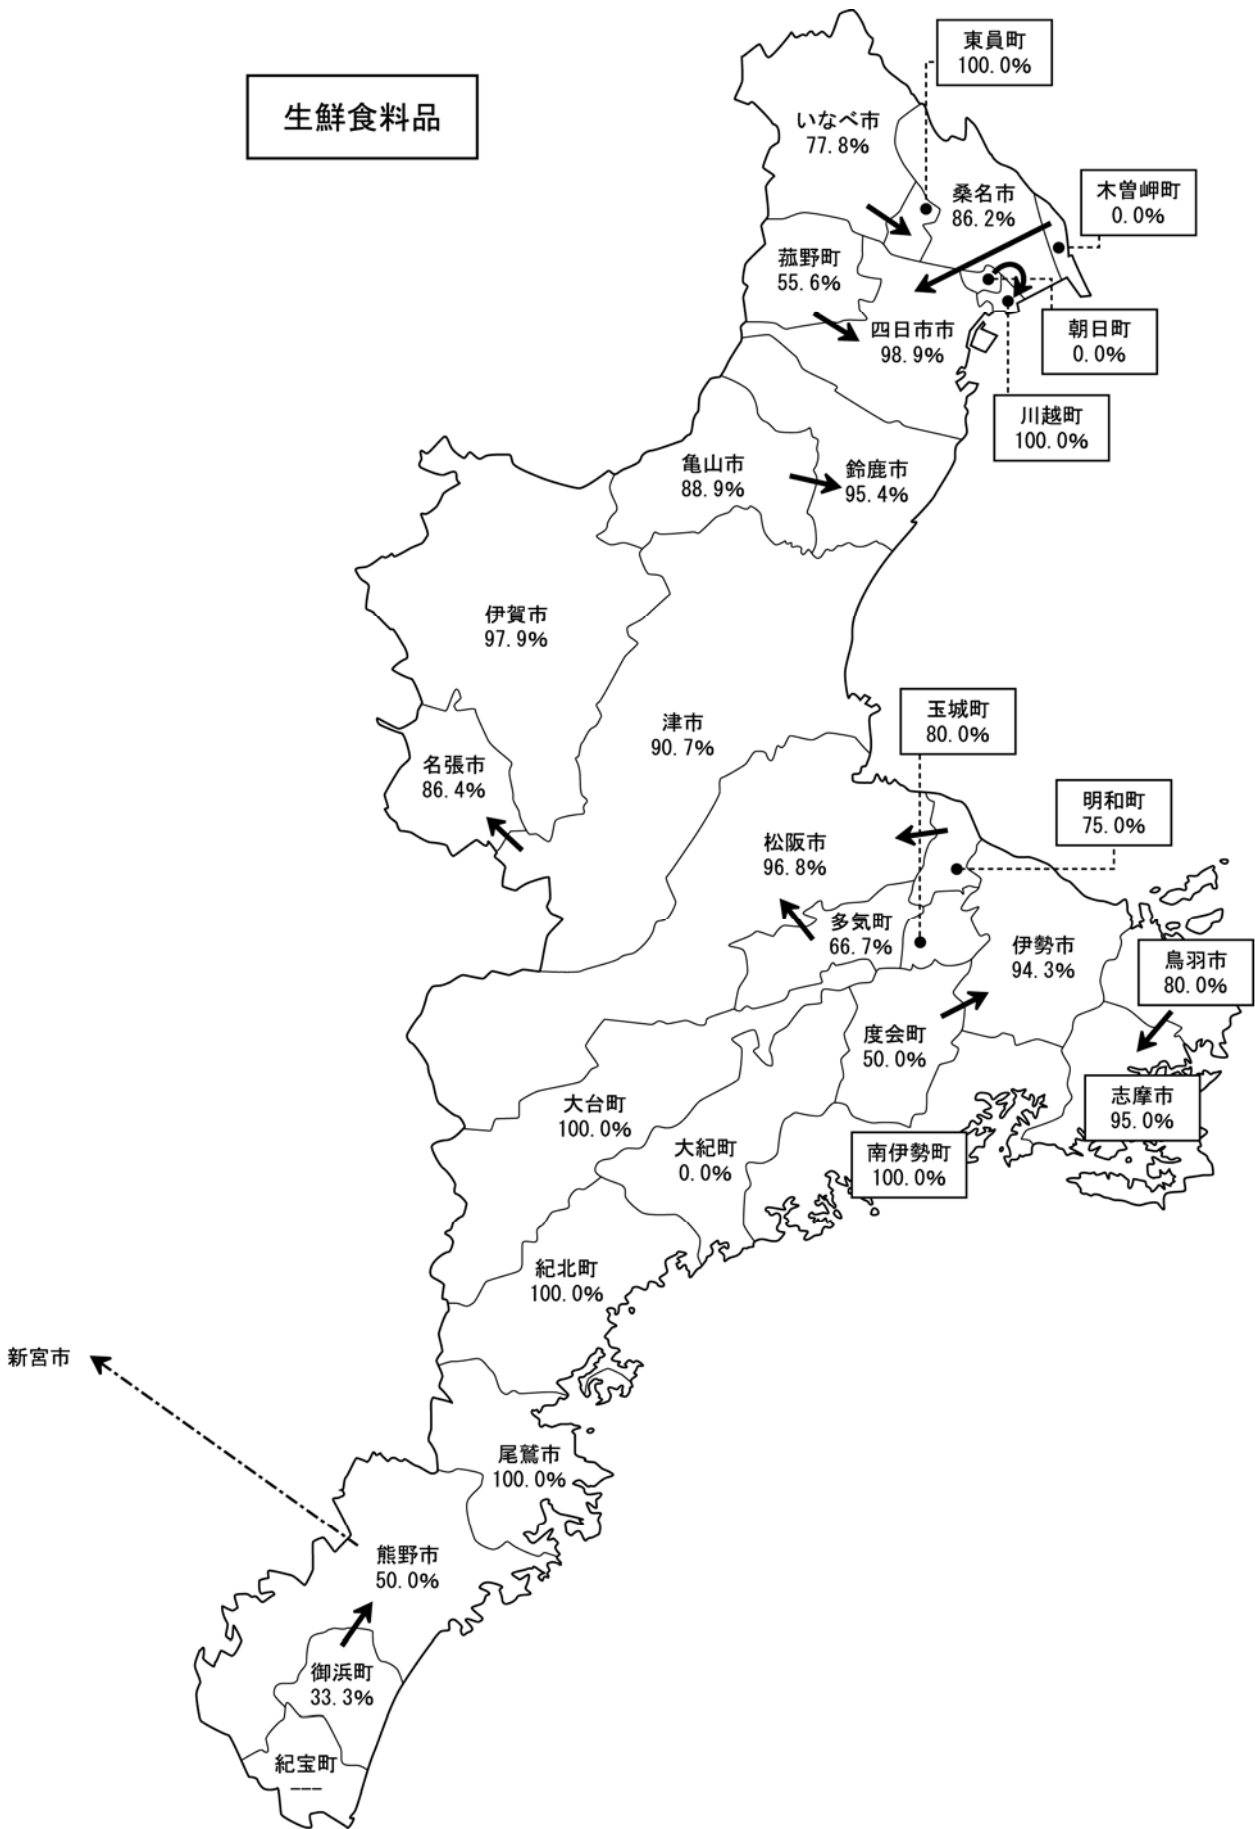 生鮮食料品
東員町
100.0%
いなべ市
77.8%
桑名市
86.2%
木曽岬町
0.0%
菰野町
55.6%
四日市市
98.9%
朝日町
0.0%
川越町
100.0%
亀山市
88.9%
鈴鹿市
95.4%
伊賀市
97.9%
津市
90.7%
名張市
86.4%
玉城町
80.0%
明和町
75.0%
松阪市
96.8%
多気町
66.7%
伊勢市
94.3%
鳥羽市
80.0%
度会町
50.0%
志摩市
95.0%
大台町
100.0%
大紀町
0.0%
南伊勢町
100.0%
紀北町
100.0%
新宮市
尾鷲市
100.0%
熊野市
50.0%
御浜町
33.3%
紀宝町
---